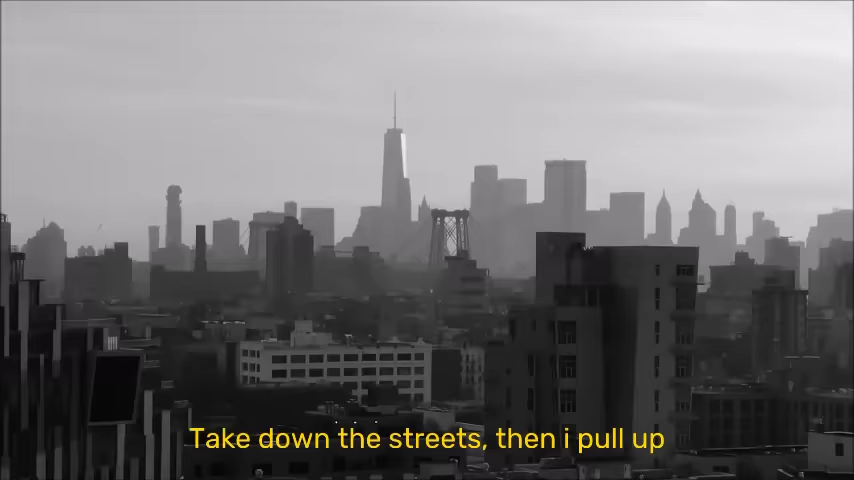 Take down the streets, then i pull up